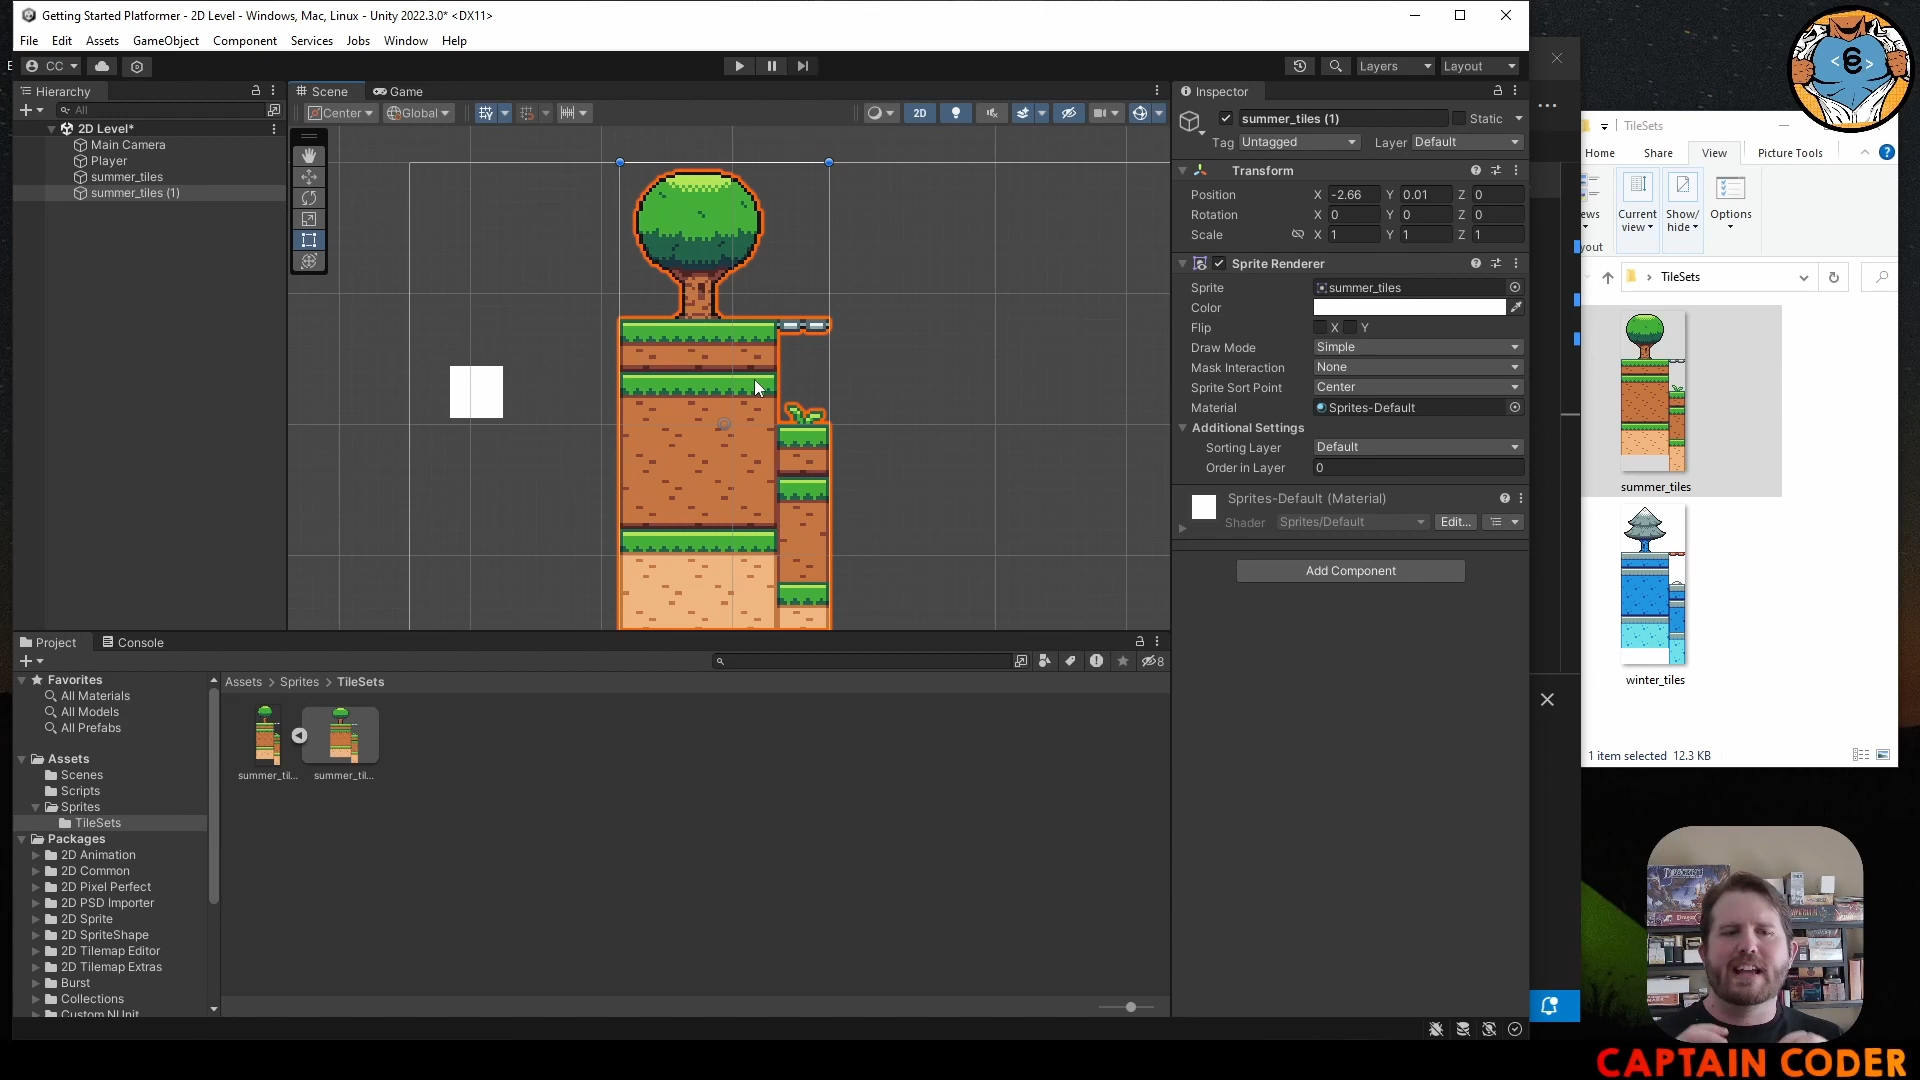 Getting Started Platformer - 2D Level - Windows, Mac, Linux - Unity 2022.3.0* <DX11>
File Edit Assets GameObject Component Services Jobs Window Help
CC Layers Layout
Hierarchy
All
2D Level*
Main Camera
Player
summer_tiles
summer_tiles (1)
Scene Game
Center Global 2D
Inspector
summer_tiles (1) Static
Tag Untagged Layer Default
Transform
Position X -2.66 Y 0.01 Z 0
Rotation X 0 Y 0 Z 0
Scale X 1 Y 1 Z 1
Sprite Renderer
Sprite summer_tiles
Color
Flip X Y
Draw Mode Simple
Mask Interaction None
Sprite Sort Point Center
Material Sprites-Default
Additional Settings
Sorting Layer Default
Order in Layer 0
Sprites-Default (Material)
Shader Sprites/Default Edit...
Add Component
Project Console
8
Favorites
All Materials
All Models
All Prefabs
Assets
Scenes
Scripts
Sprites
TileSets
Packages
2D Animation
2D Common
2D Pixel Perfect
2D PSD Importer
2D Sprite
2D SpriteShape
2D Tilemap Editor
2D Tilemap Extras
Burst
Collections
Custom NUnit
Assets > Sprites > TileSets
summer_til...
summer_til...
TileSets
Home Share View Picture Tools
Current view Show/ hide Options
TileSets
summer_tiles
winter_tiles
1 item selected 12.3 KB
CAPTAIN CODER